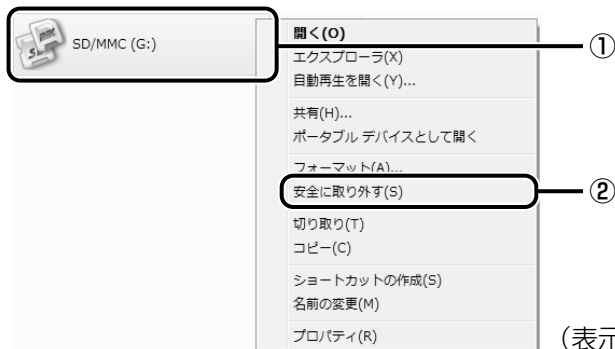 SD/MMC (G:)
①
開く(O)
エクスプローラ(X)
自動再生を開く(Y)...
共有(H)...
ポータブル デバイスとして開く
フォーマット(A)...
安全に取り外す(S)
②
切り取り(T)
コピー(C)
ショートカットの作成(S)
名前の変更(M)
プロパティ(R)
（表示